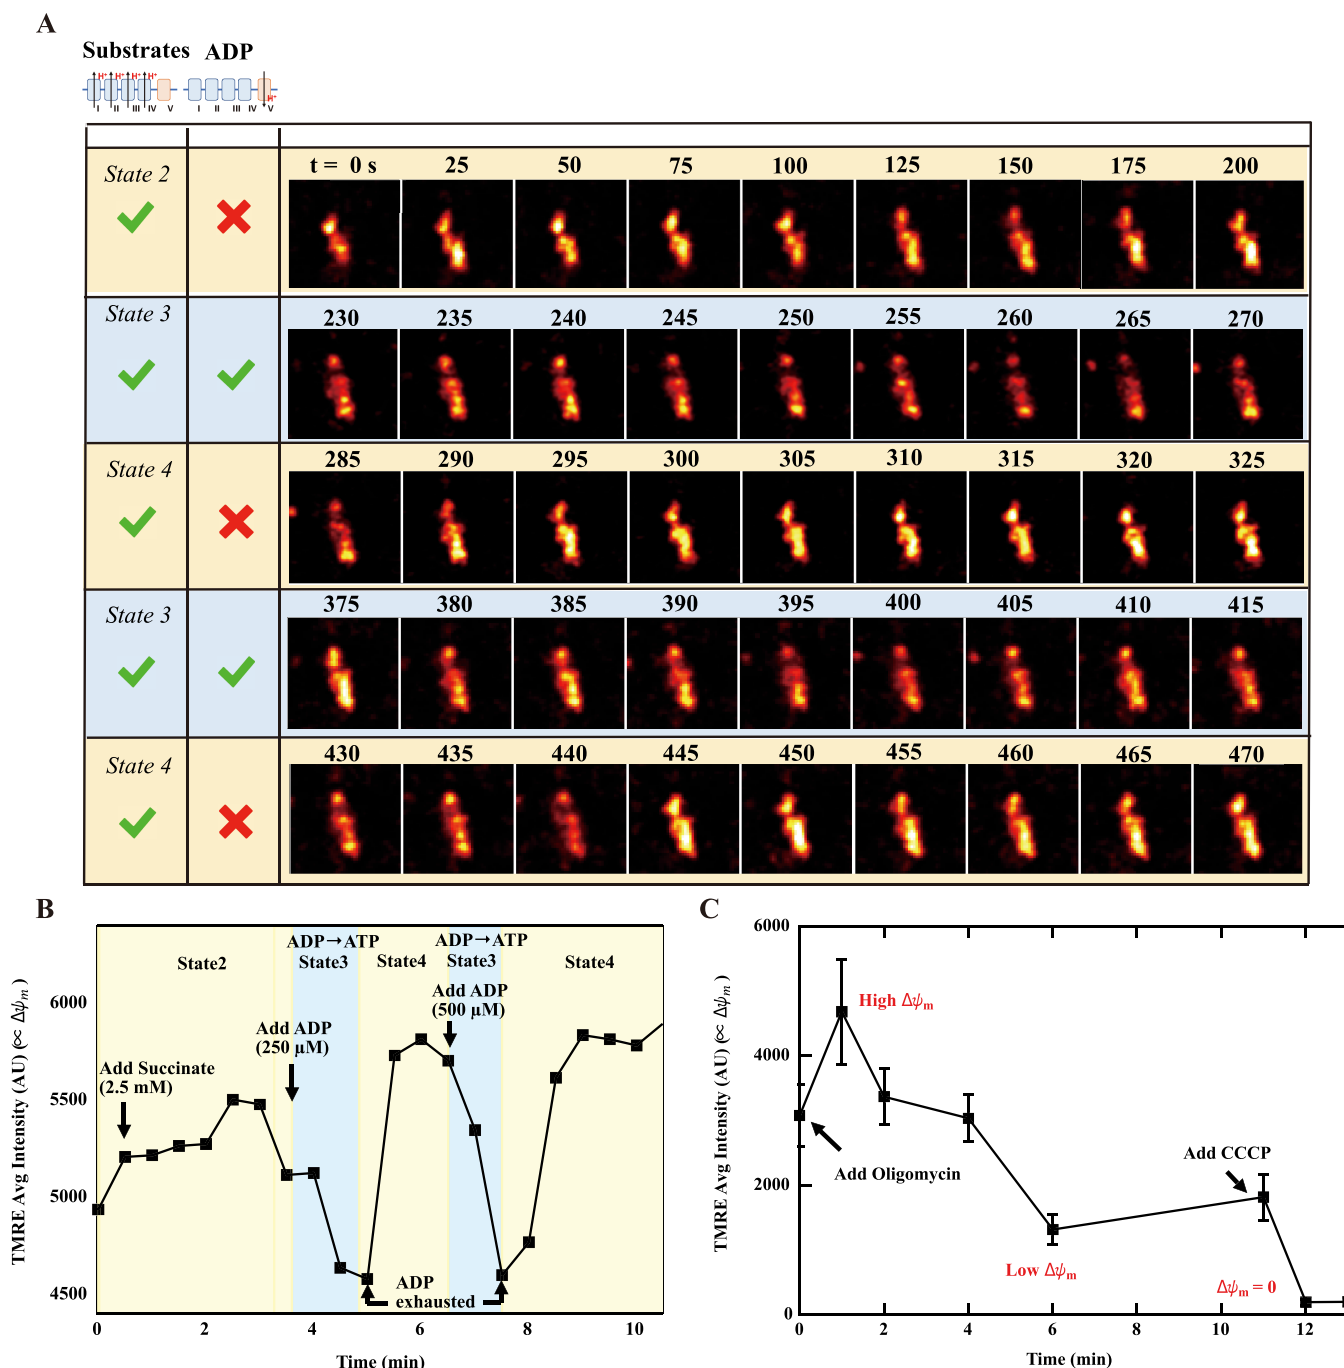 A
Substrates ADP
H⁺ H⁺ H⁺ H⁺
I II III IV V I II III IV V
H⁺
State 2
t = 0 s 25 50 75 100 125 150 175 200
State 3
230 235 240 245 250 255 260 265 270
State 4
285 290 295 300 305 310 315 320 325
State 3
375 380 385 390 395 400 405 410 415
State 4
430 435 440 445 450 455 460 465 470
B
TMRE Avg Intensity (AU) (∝ Δψm)
6000
5500
5000
4500
0 2 4 6 8 10
Time (min)
State2
ADP→ATP
State3
State4
ADP→ATP
State3
State4
Add Succinate
(2.5 mM)
Add ADP
(250 μM)
Add ADP
(500 μM)
ADP
exhausted
C
TMRE Avg Intensity (AU) (∝ Δψm)
6000
4000
2000
0
0 2 4 6 8 10 12
Time (min)
High Δψm
Add Oligomycin
Add CCCP
Low Δψm
Δψm = 0